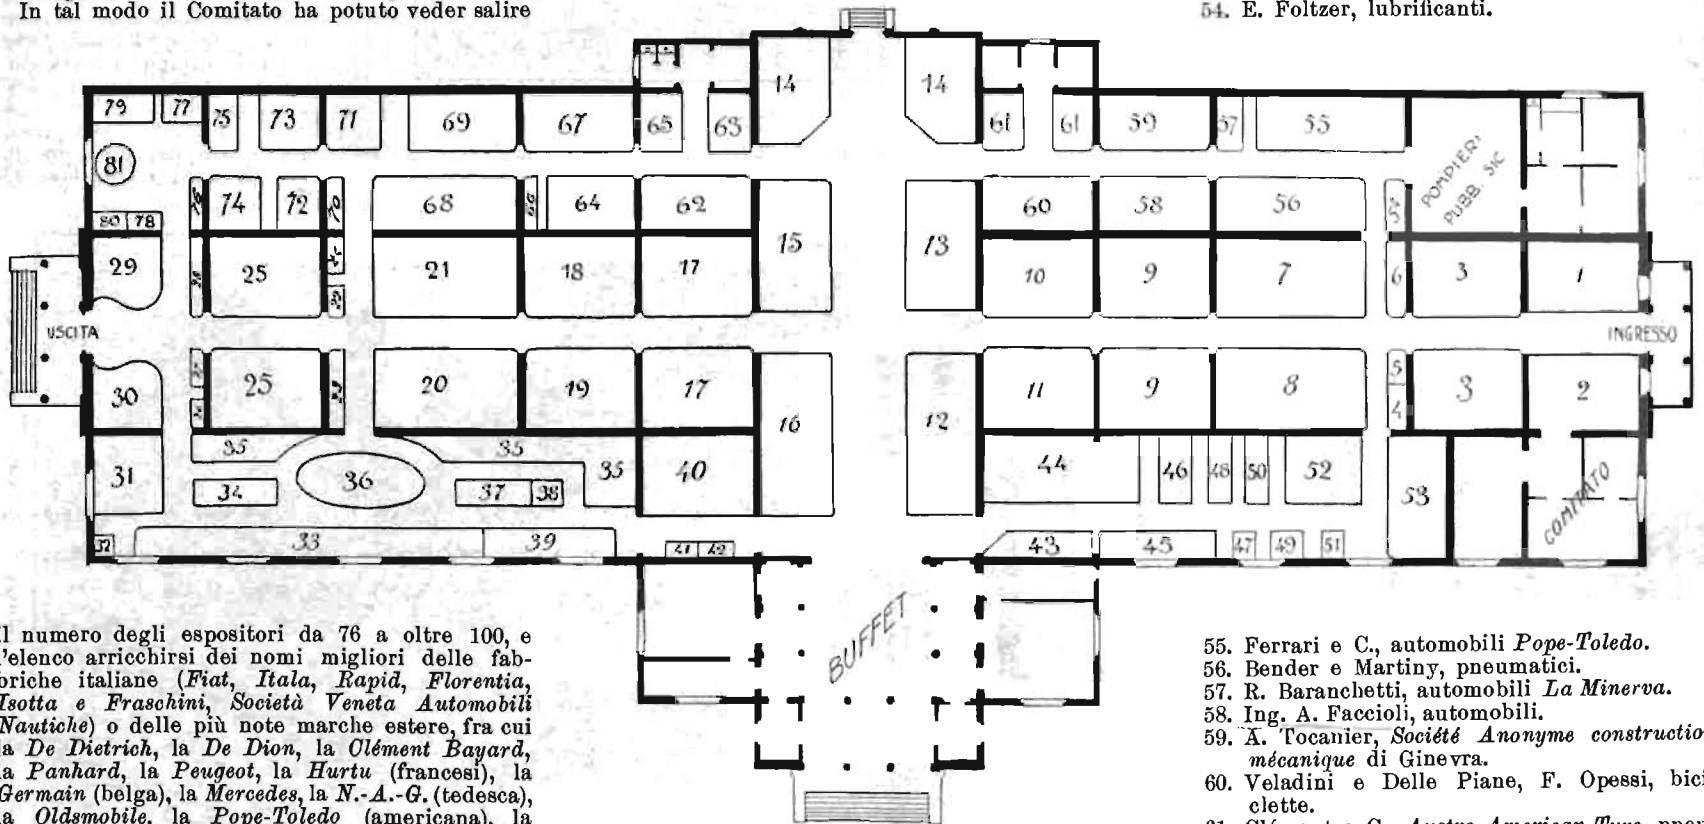 In tal modo il Comitato ha potuto veder salire
54. E. Foltzer, lubrificanti.
14 14
79 77 75 73 71 69 67 65 63 61 61 59 57 55
81
POMPIERI
PUBB. SIC
74 72 70 68 64 62 60 58 56
80 78
15 13
29 25 21 18 17 10 9 7 6 3 1
USCITA
INGRESSO
30 25 20 19 17 11 9 8 5 3 2
4
16 12
35 35 35 40 44 46 48 50 52 53
31 34 36 37 38
COMITATO
32 33 39 41 42 43 45 47 49 51
BUFFET
il numero degli espositori da 76 a oltre 100, e
l'elenco arricchirsi dei nomi migliori delle fab-
briche italiane (Fiat, Itala, Rapid, Florentia,
Isotta e Fraschini, Società Veneta Automobili
Nautiche) o delle più note marche estere, fra cui
la De Dietrich, la De Dion, la Clément Bayard,
la Panhard, la Peugeot, la Hurtu (francesi), la
Germain (belga), la Mercedes, la N.-A.-G. (tedesca),
la Oldsmobile, la Pope-Toledo (americana), la
55. Ferrari e C., automobili Pope-Toledo.
56. Bender e Martiny, pneumatici.
57. R. Baranchetti, automobili La Minerva.
58. Ing. A. Faccioli, automobili.
59. A. Tocanier, Société Anonyme constructio
mécanique di Ginevra.
60. Veladini e Delle Piane, F. Opessi, bici
clette.